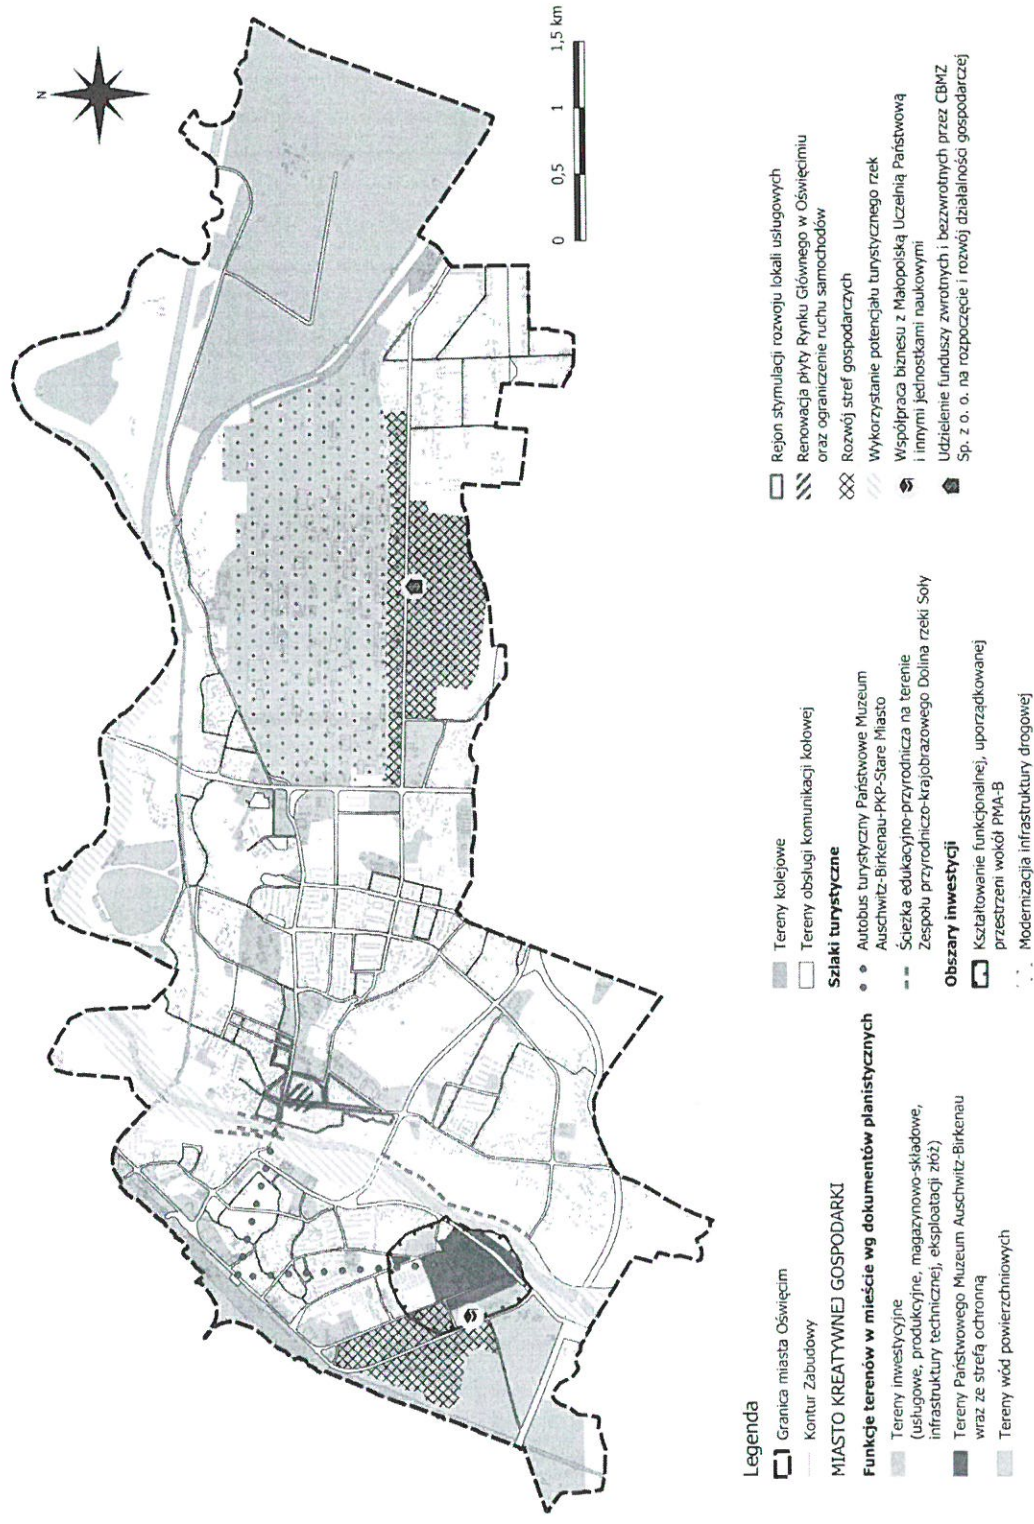 N
0
0,5
1
1,5 km
Legenda
Granica miasta Oświęcim
Kontur Zabudowy
MIASTO KREATYWNEJ GOSPODARKI
Funkcje terenów w mieście wg dokumentów planistycznych
Tereny inwestycyjne
(usługowe, produkcyjne, magazynowo-składowe,
infrastruktury technicznej, eksploatacji złóż)
Tereny Państwowego Muzeum Auschwitz-Birkenau
wraz ze strefą ochronną
Tereny wód powierzchniowych
Tereny kolejowe
Tereny obsługi komunikacji kołowej
Szlaki turystyczne
Autobus turystyczny Państwowe Muzeum
Auschwitz-Birkenau-PKP-Stare Miasto
Ścieżka edukacyjno-przyrodnicza na terenie
Zespołu przyrodniczo-krajobrazowego Dolina rzeki Soły
Obszary inwestycji
Kształtowanie funkcjonalnej, uporządkowanej
przestrzeni wokół PMA-B
Modernizacja infrastruktury drogowej
Rejon stymulacji rozwoju lokali usługowych
Renowacja płyty Rynku Głównego w Oświęcimiu
oraz ograniczenie ruchu samochodów
Rozwój stref gospodarczych
Wykorzystanie potencjału turystycznego rzek
Współpraca biznesu z Małopolską Uczelnią Państwową
i innymi jednostkami naukowymi
Udzielenie funduszy zwrotnych i bezzwrotnych przez CBMZ
Sp. z o. o. na rozpoczęcie i rozwój działalności gospodarczej